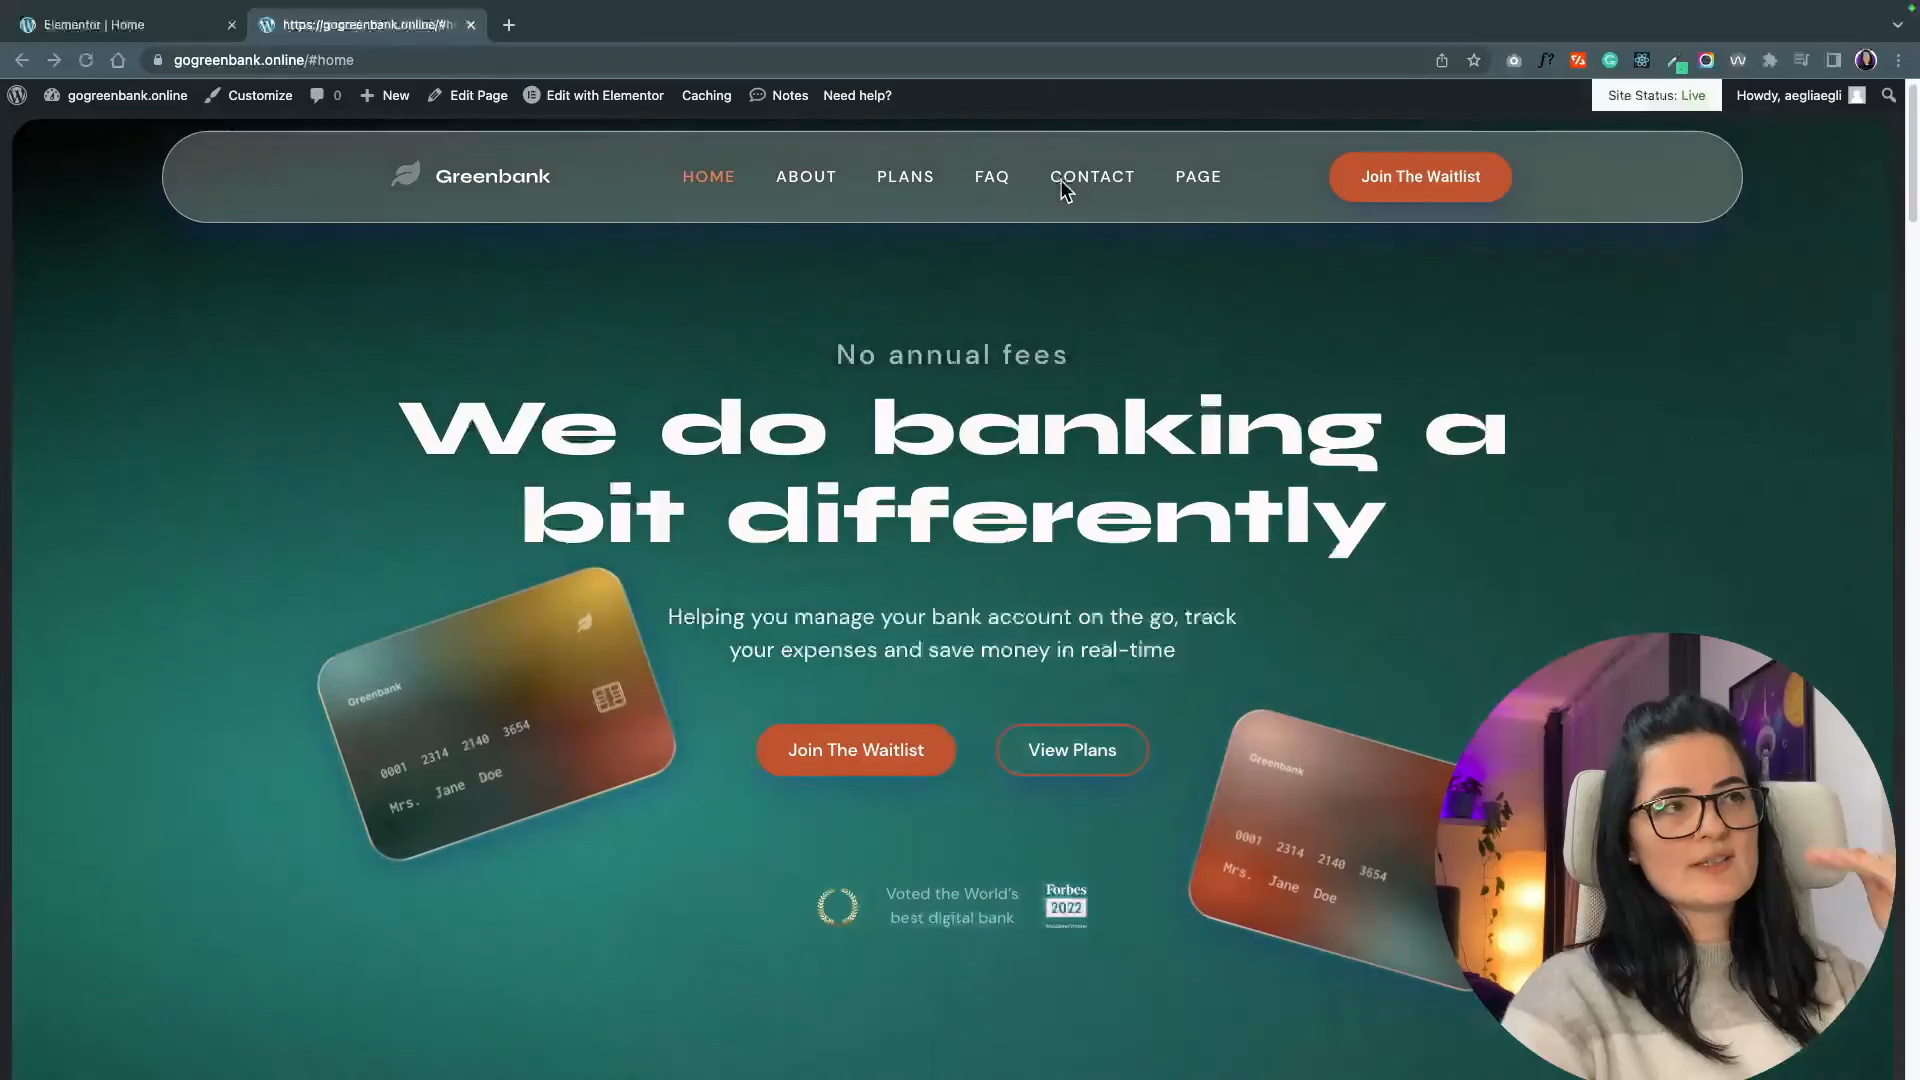 Elementor | Home
https://gogreenbank.online/#h
gogreenbank.online/#home
gogreenbank.online
Customize
0
New
Edit Page
Edit with Elementor
Caching
Notes
Need help?
Site Status: Live
Howdy, aegliaegli
Greenbank
HOME
ABOUT
PLANS
FAQ
CONTACT
PAGE
Join The Waitlist
No annual fees
We do banking a
bit differently
Helping you manage your bank account on the go, track
your expenses and save money in real-time
Greenbank
0001 2314 2140 3654
Mrs. Jane Doe
Join The Waitlist
View Plans
Greenbank
0001 2314 2140 3654
Mrs. Jane Doe
Voted the World's
best digital bank
Forbes
2022